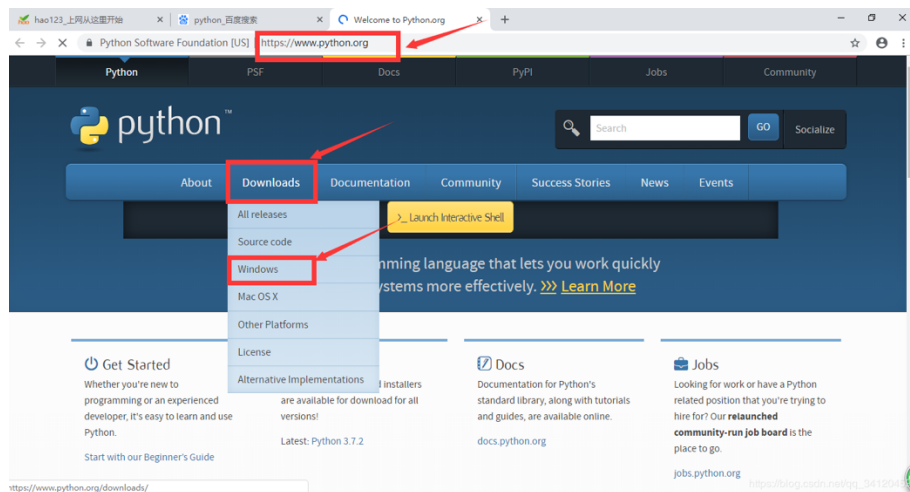 hao123_上网从这里开始
python_百度搜索
Welcome to Python.org
Python Software Foundation [US]
https://www.python.org
Python
PSF
Docs
PyPI
Jobs
Community
python™
Search
GO
Socialize
About
Downloads
Documentation
Community
Success Stories
News
Events
All releases
Source code
Windows
Mac OS X
Other Platforms
License
Alternative Implementations
>_ Launch Interactive Shell
mming language that lets you work quickly
ystems more effectively. >>> Learn More
Get Started
Whether you're new to
programming or an experienced
developer, it's easy to learn and use
Python.
Start with our Beginner's Guide
installers
are available for download for all
versions!
Latest: Python 3.7.2
Docs
Documentation for Python's
standard library, along with tutorials
and guides, are available online.
docs.python.org
Jobs
Looking for work or have a Python
related position that you're trying to
hire for? Our relaunched
community-run job board is the
place to go.
jobs.python.org
https://www.python.org/downloads/